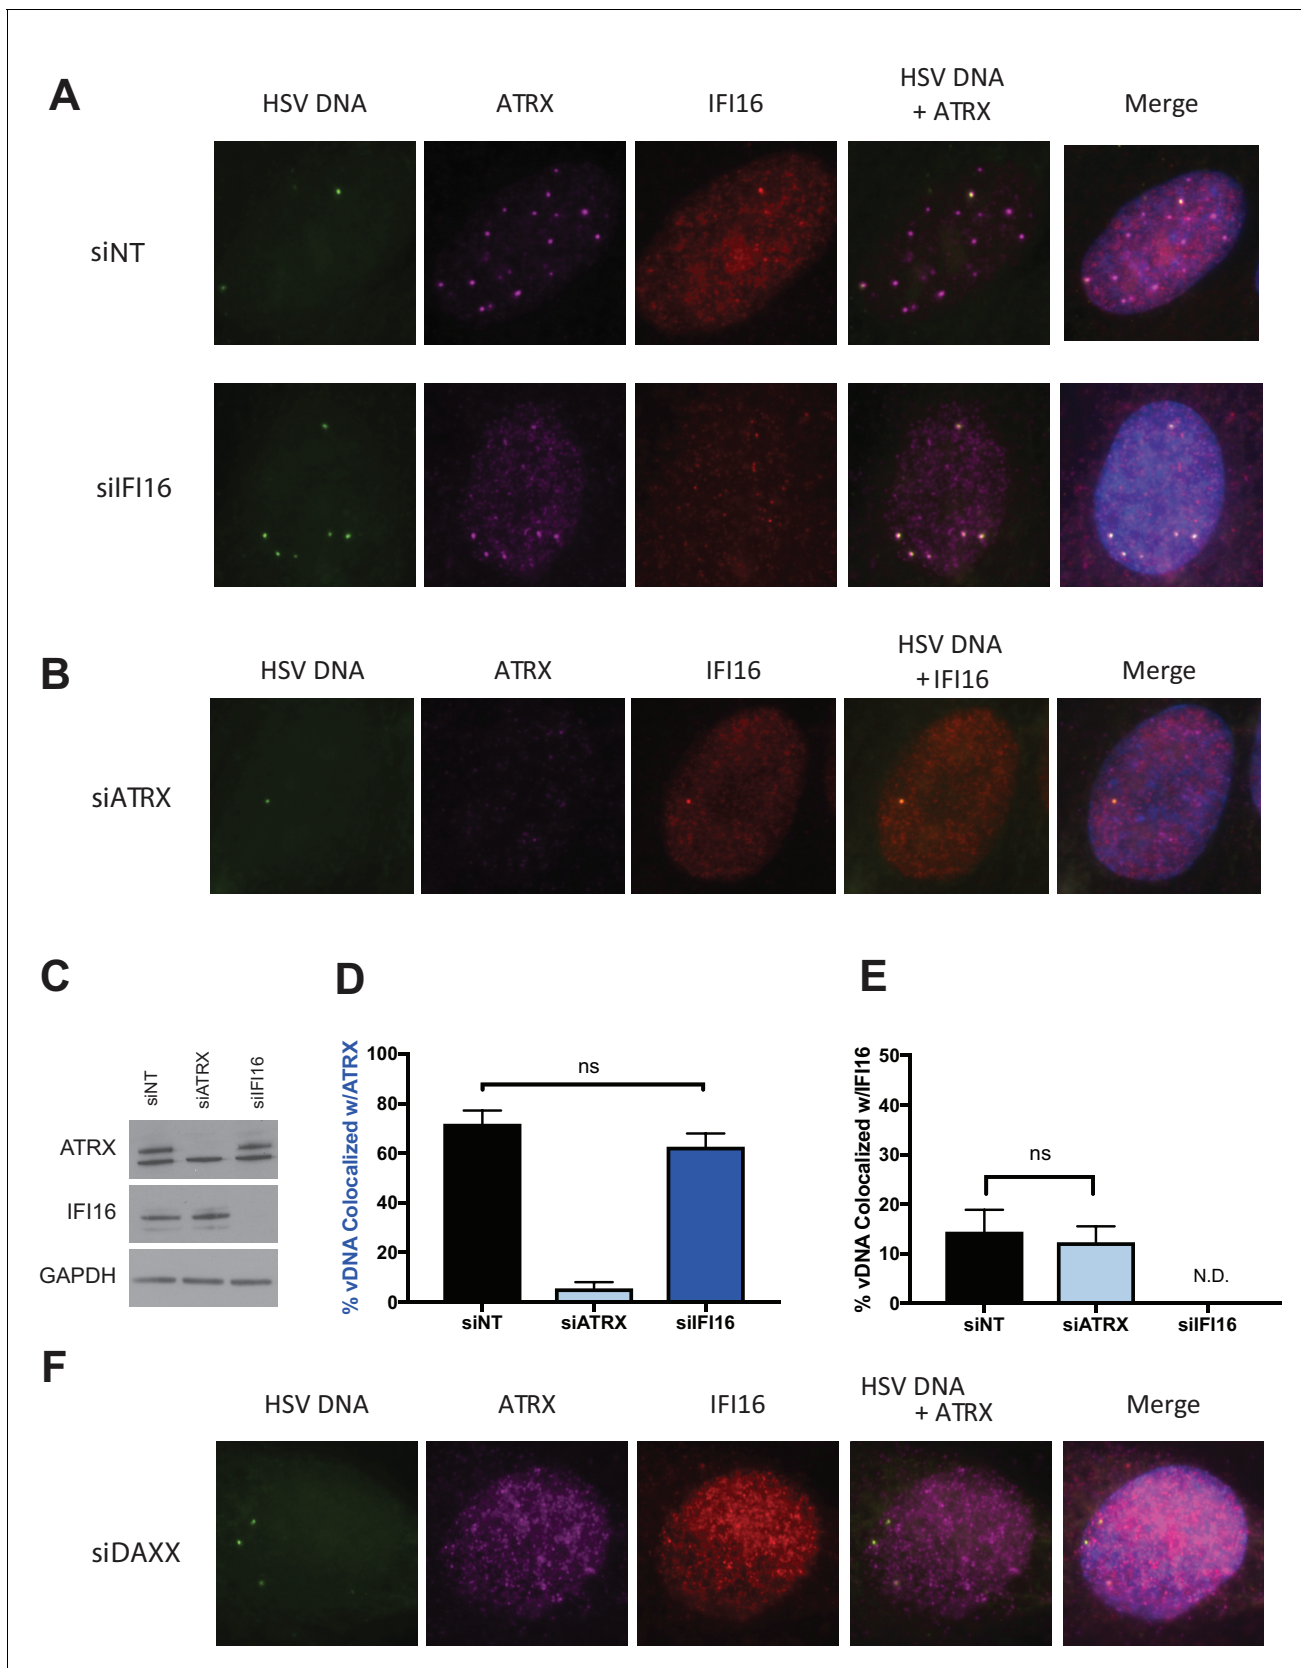 A
HSV DNA
ATRX
IFI16
HSV DNA
+ ATRX
Merge
siNT
siIFI16
B
HSV DNA
ATRX
IFI16
HSV DNA
+ IFI16
Merge
siATRX
C
siNT
siATRX
siIFI16
ATRX
IFI16
GAPDH
D
% vDNA Colocalized w/ATRX
100
80
60
40
20
0
ns
siNT
siATRX
siIFI16
E
% vDNA Colocalized w/IFI16
50
40
30
20
10
0
ns
N.D.
siNT
siATRX
siIFI16
F
HSV DNA
ATRX
IFI16
HSV DNA
+ ATRX
Merge
siDAXX